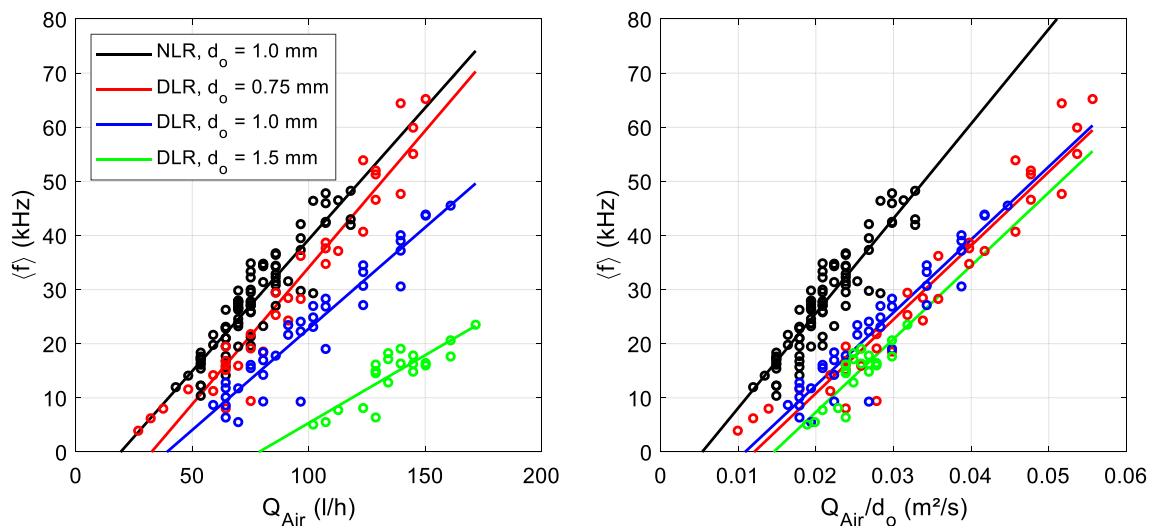 80
70
60
50
40
30
20
10
0
⟨f⟩ (kHz)
NLR, d_o = 1.0 mm
DLR, d_o = 0.75 mm
DLR, d_o = 1.0 mm
DLR, d_o = 1.5 mm
0 50 100 150 200
Q_Air (l/h)
80
70
60
50
40
30
20
10
0
⟨f⟩ (kHz)
0 0.01 0.02 0.03 0.04 0.05 0.06
Q_Air/d_o (m²/s)